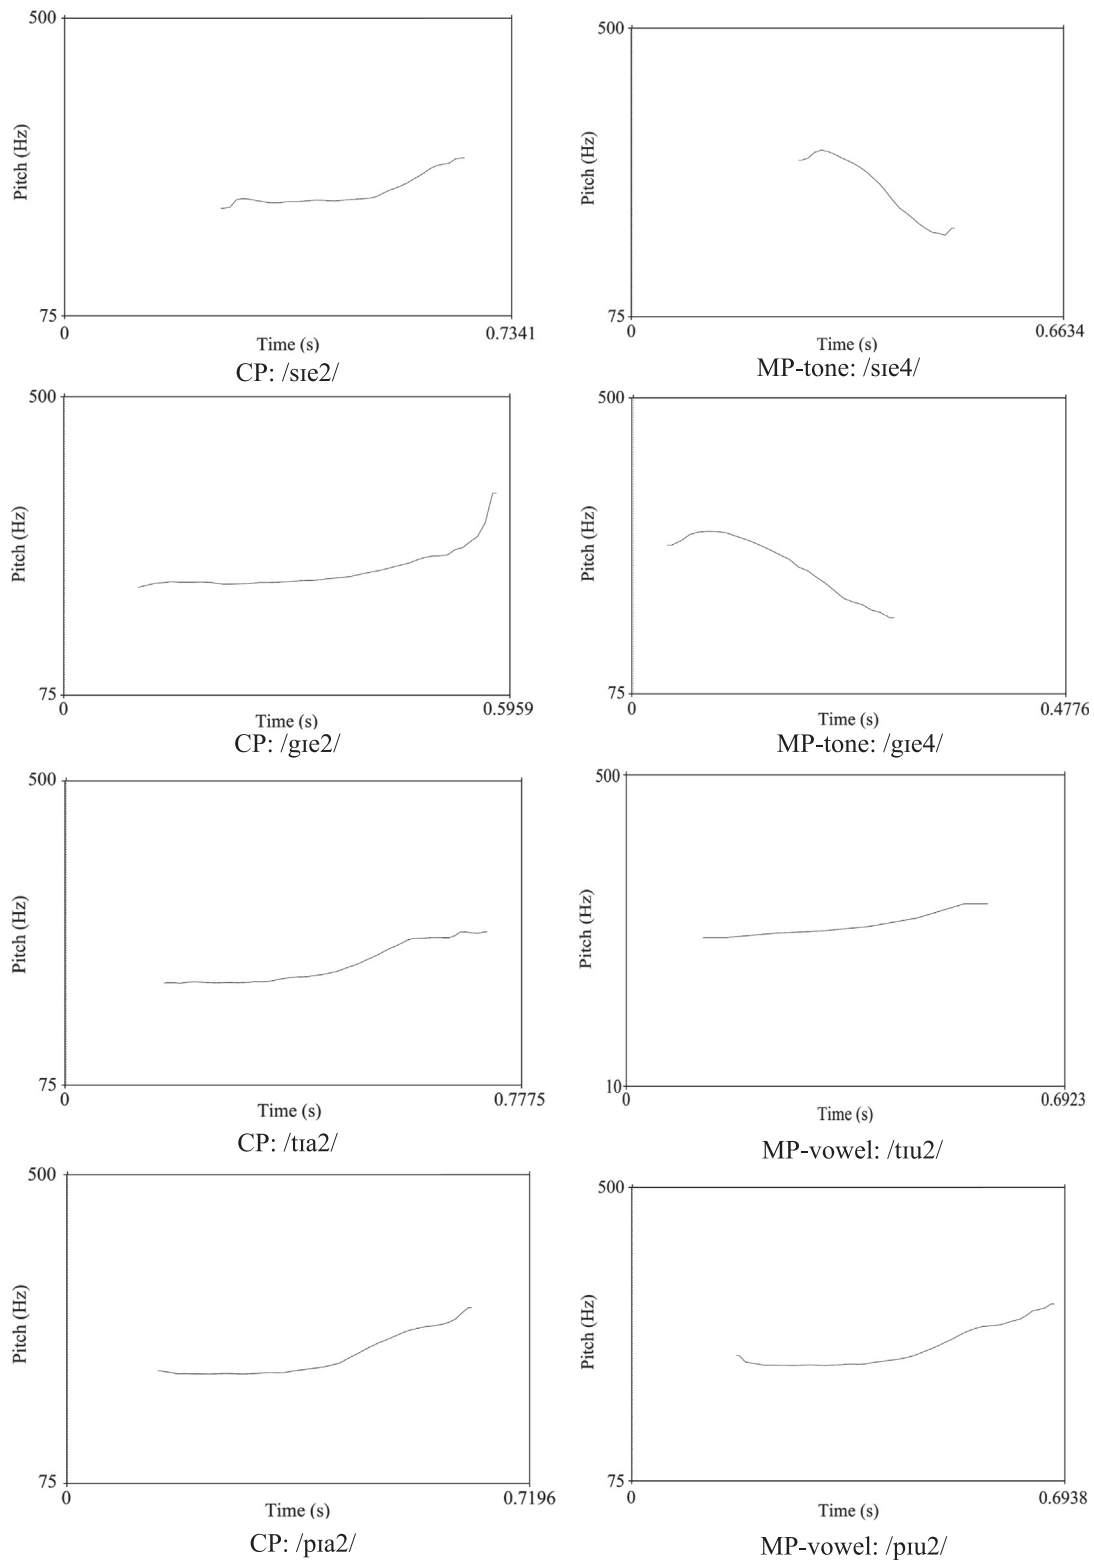 500
Pitch (Hz)
75
0
0.7341
Time (s)
CP: /sɪe2/
500
Pitch (Hz)
75
0
0.6634
Time (s)
MP-tone: /sɪe4/
500
Pitch (Hz)
75
0
0.5959
Time (s)
CP: /gɪe2/
500
Pitch (Hz)
75
0
0.4776
Time (s)
MP-tone: /gɪe4/
500
Pitch (Hz)
75
0
0.7775
Time (s)
CP: /tɪa2/
500
Pitch (Hz)
10
0
0.6923
Time (s)
MP-vowel: /tɪu2/
500
Pitch (Hz)
75
0
0.7196
Time (s)
CP: /pɪa2/
500
Pitch (Hz)
75
0
0.6938
Time (s)
MP-vowel: /pɪu2/